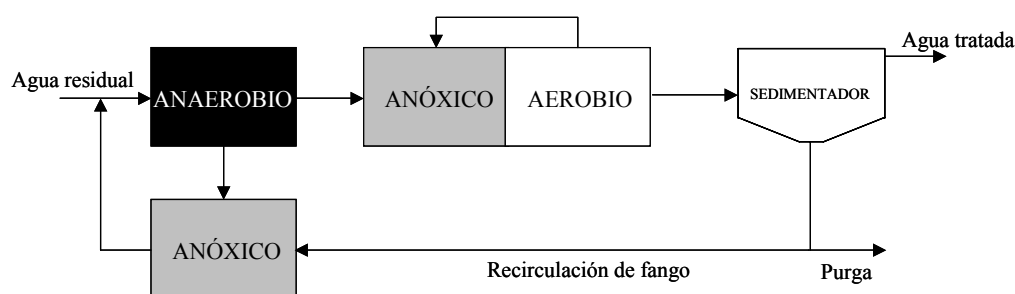 Agua tratada
Agua residual
ANAEROBIO
ANÓXICO
AEROBIO
SEDIMENTADOR
ANÓXICO
Recirculación de fango
Purga